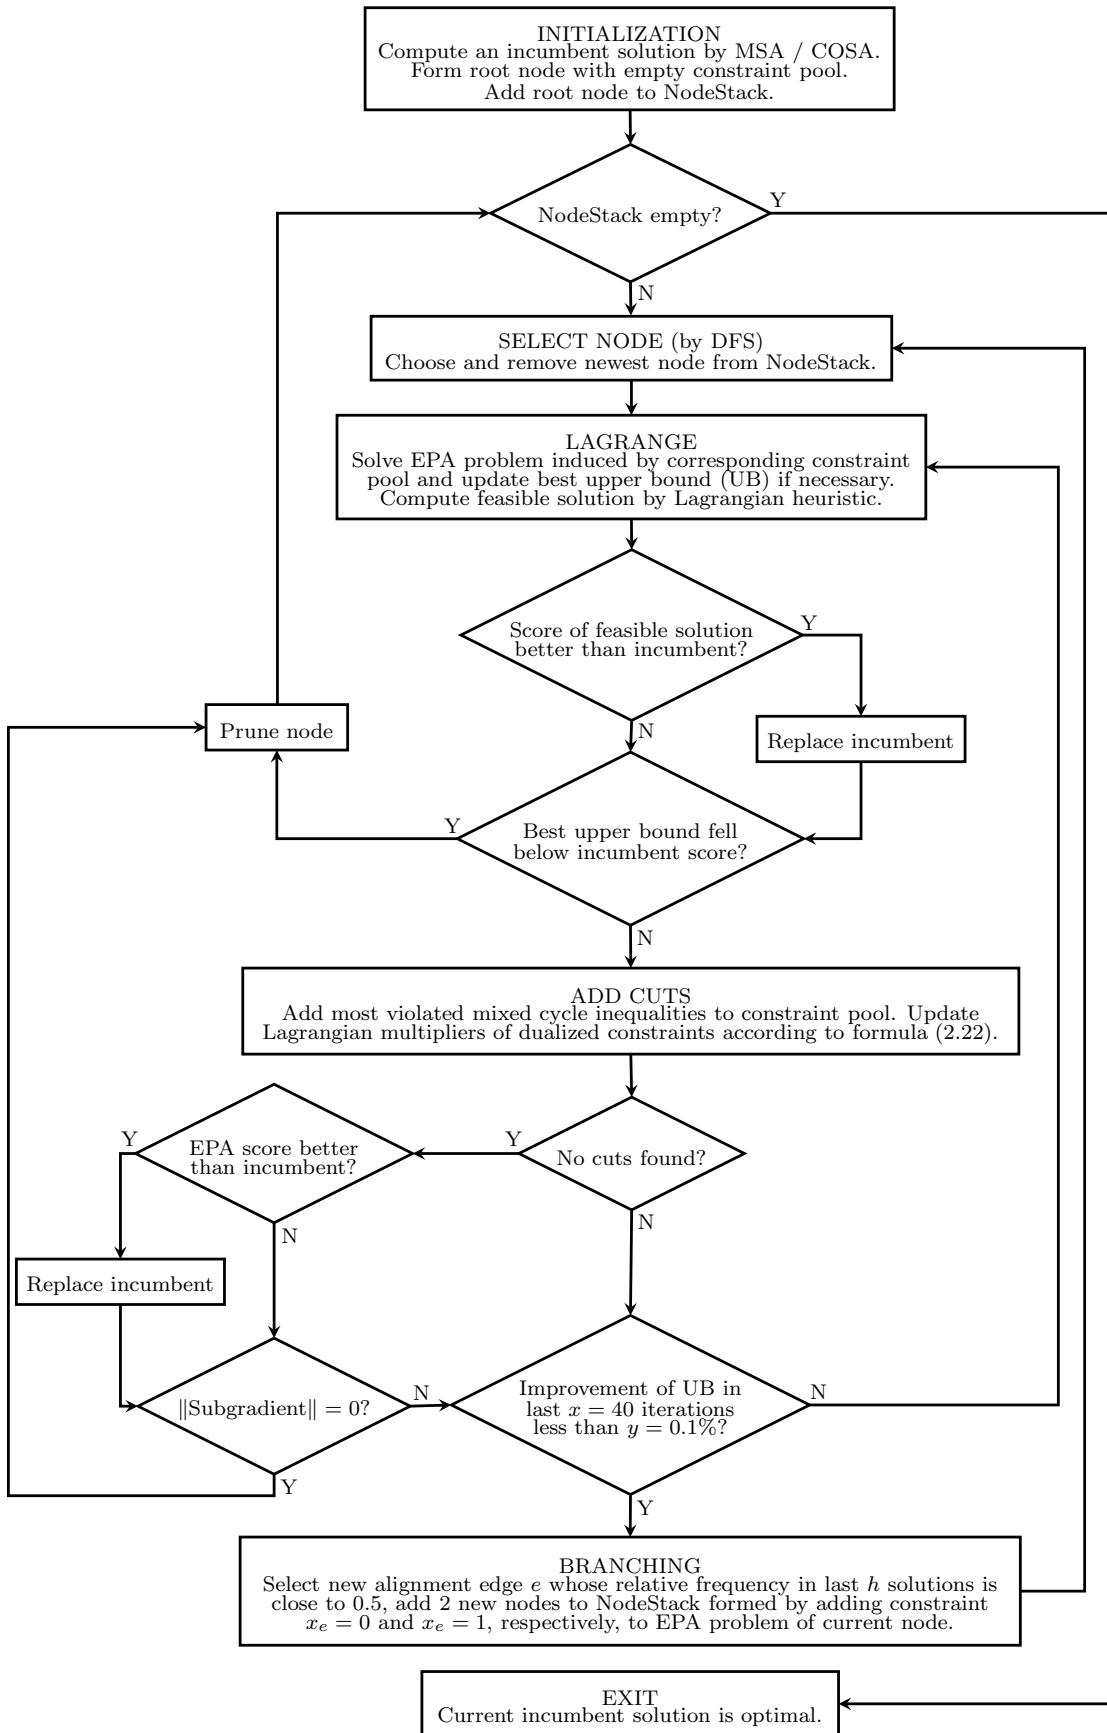 INITIALIZATION
Compute an incumbent solution by MSA / COSA.
Form root node with empty constraint pool.
Add root node to NodeStack.
NodeStack empty?
Y
N
SELECT NODE (by DFS)
Choose and remove newest node from NodeStack.
LAGRANGE
Solve EPA problem induced by corresponding constraint
pool and update best upper bound (UB) if necessary.
Compute feasible solution by Lagrangian heuristic.
Score of feasible solution
better than incumbent?
Y
N
Prune node
Replace incumbent
Best upper bound fell
below incumbent score?
Y
N
ADD CUTS
Add most violated mixed cycle inequalities to constraint pool. Update
Lagrangian multipliers of dualized constraints according to formula (2.22).
No cuts found?
Y
N
EPA score better
than incumbent?
Y
N
Replace incumbent
‖Subgradient‖ = 0?
N
Y
Improvement of UB in
last x = 40 iterations
less than y = 0.1%?
N
Y
BRANCHING
Select new alignment edge e whose relative frequency in last h solutions is
close to 0.5, add 2 new nodes to NodeStack formed by adding constraint
x_e = 0 and x_e = 1, respectively, to EPA problem of current node.
EXIT
Current incumbent solution is optimal.